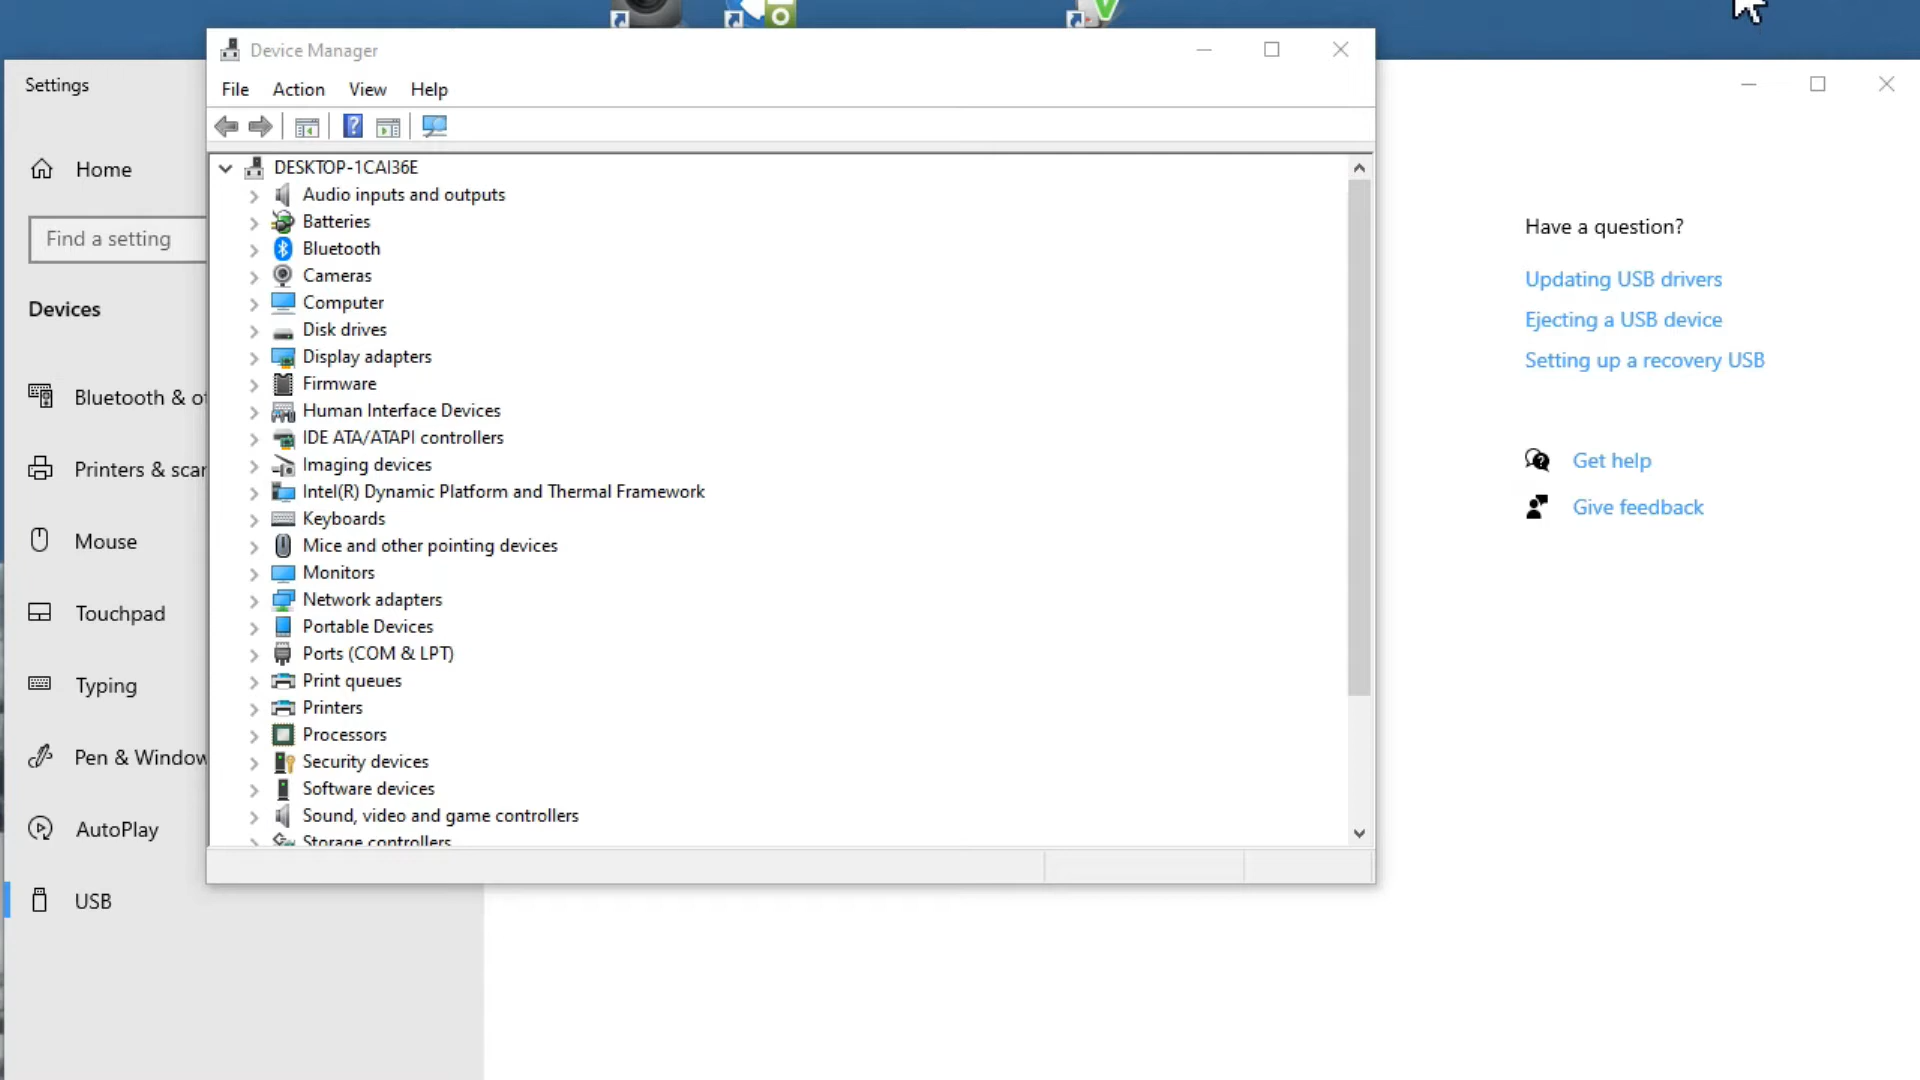 Device Manager
File Action View Help
DESKTOP-1CAI36E
Audio inputs and outputs
Batteries
Bluetooth
Cameras
Computer
Disk drives
Display adapters
Firmware
Human Interface Devices
IDE ATA/ATAPI controllers
Imaging devices
Intel(R) Dynamic Platform and Thermal Framework
Keyboards
Mice and other pointing devices
Monitors
Network adapters
Portable Devices
Ports (COM & LPT)
Print queues
Printers
Processors
Security devices
Software devices
Sound, video and game controllers
Storage controllers
Settings
Home
Find a setting
Devices
Bluetooth & o
Printers & scar
Mouse
Touchpad
Typing
Pen & Window
AutoPlay
USB
Have a question?
Updating USB drivers
Ejecting a USB device
Setting up a recovery USB
Get help
Give feedback